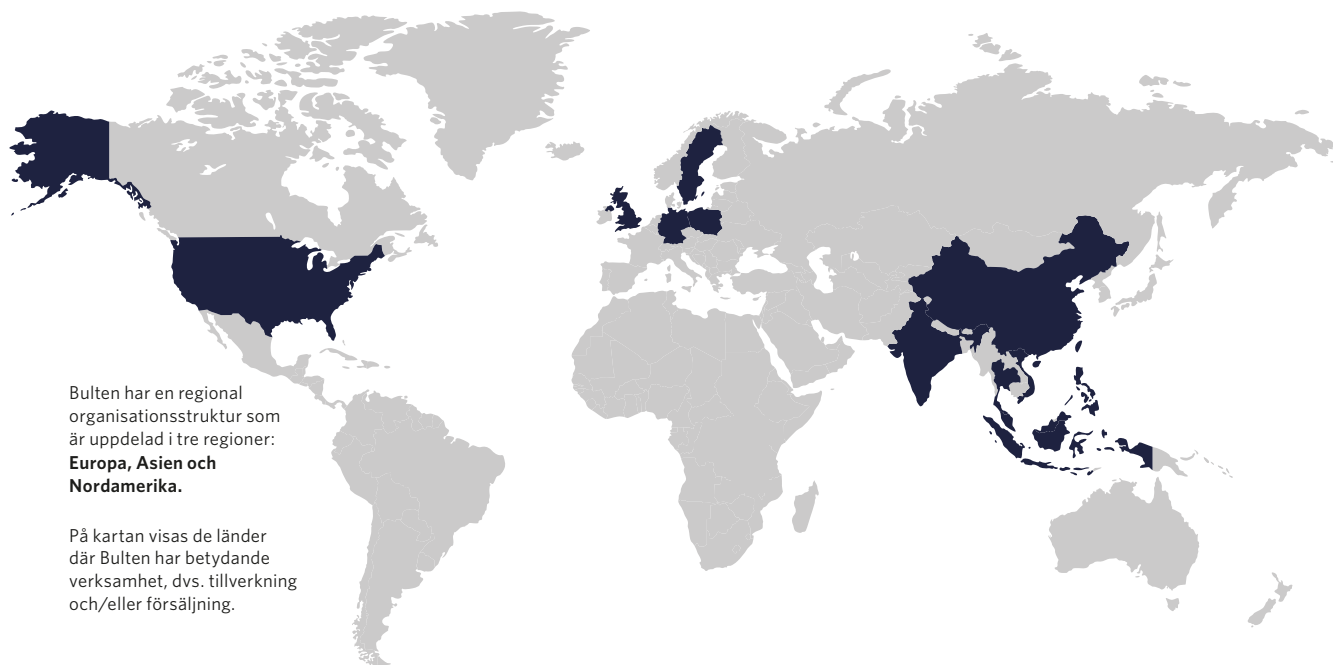 Bulten har en regional
organisationsstruktur som
är uppdelad i tre regioner:
Europa, Asien och
Nordamerika.
På kartan visas de länder
där Bulten har betydande
verksamhet, dvs. tillverkning
och/eller försäljning.